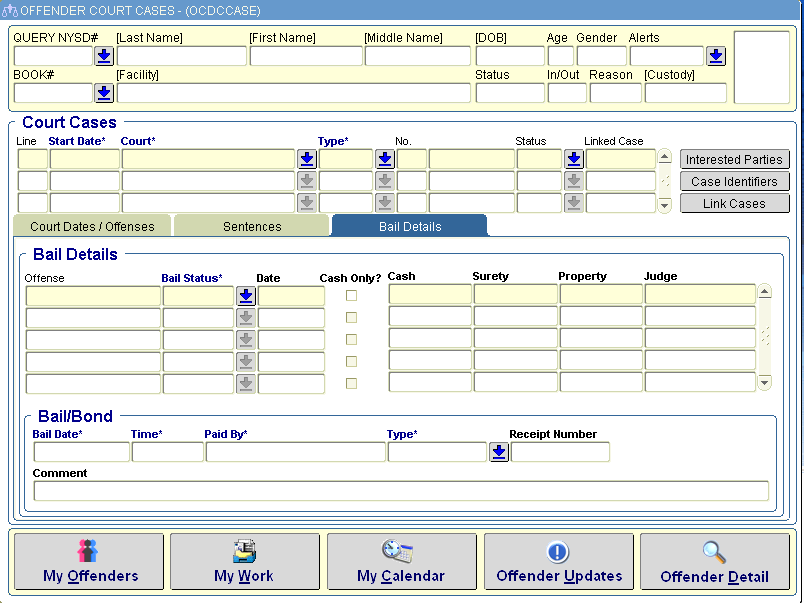 OFFENDER COURT CASES - (OCDCCASE)
QUERY NYSD# [Last Name] [First Name] [Middle Name] [DOB] Age Gender Alerts
BOOK# [Facility] Status In/Out Reason [Custody]
Court Cases
Line Start Date* Court* Type* No. Status Linked Case
Interested Parties
Case Identifiers
Link Cases
Court Dates / Offenses Sentences Bail Details
Bail Details
Offense Bail Status* Date Cash Only? Cash Surety Property Judge
Bail/Bond
Bail Date* Time* Paid By* Type* Receipt Number
Comment
My Offenders My Work My Calendar Offender Updates Offender Detail